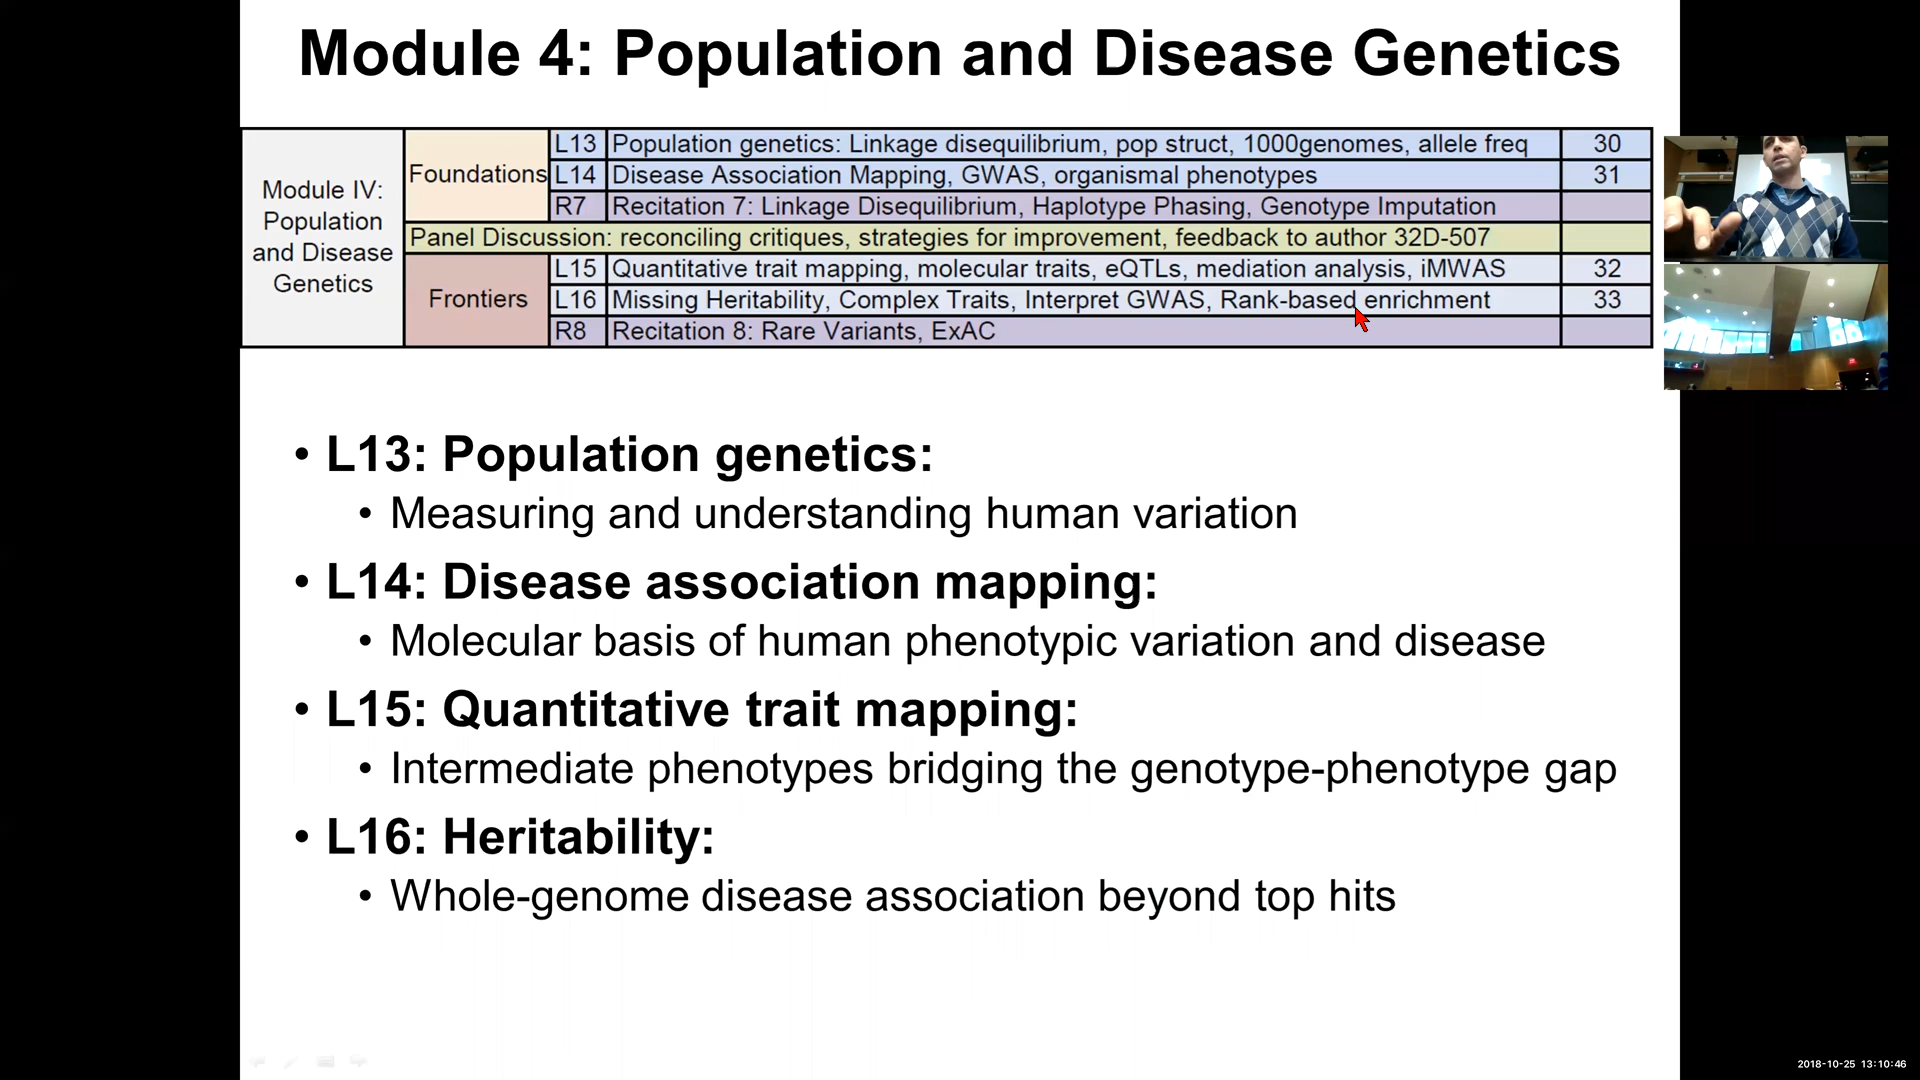 Module 4: Population and Disease Genetics
Module IV:
Population
and Disease
Genetics
Foundations
L13 Population genetics: Linkage disequilibrium, pop struct, 1000genomes, allele freq 30
L14 Disease Association Mapping, GWAS, organismal phenotypes 31
R7 Recitation 7: Linkage Disequilibrium, Haplotype Phasing, Genotype Imputation
Panel Discussion: reconciling critiques, strategies for improvement, feedback to author 32D-507
Frontiers
L15 Quantitative trait mapping, molecular traits, eQTLs, mediation analysis, iMWAS 32
L16 Missing Heritability, Complex Traits, Interpret GWAS, Rank-based enrichment 33
R8 Recitation 8: Rare Variants, ExAC
• L13: Population genetics:
• Measuring and understanding human variation
• L14: Disease association mapping:
• Molecular basis of human phenotypic variation and disease
• L15: Quantitative trait mapping:
• Intermediate phenotypes bridging the genotype-phenotype gap
• L16: Heritability:
• Whole-genome disease association beyond top hits
2018-10-25 13:10:46